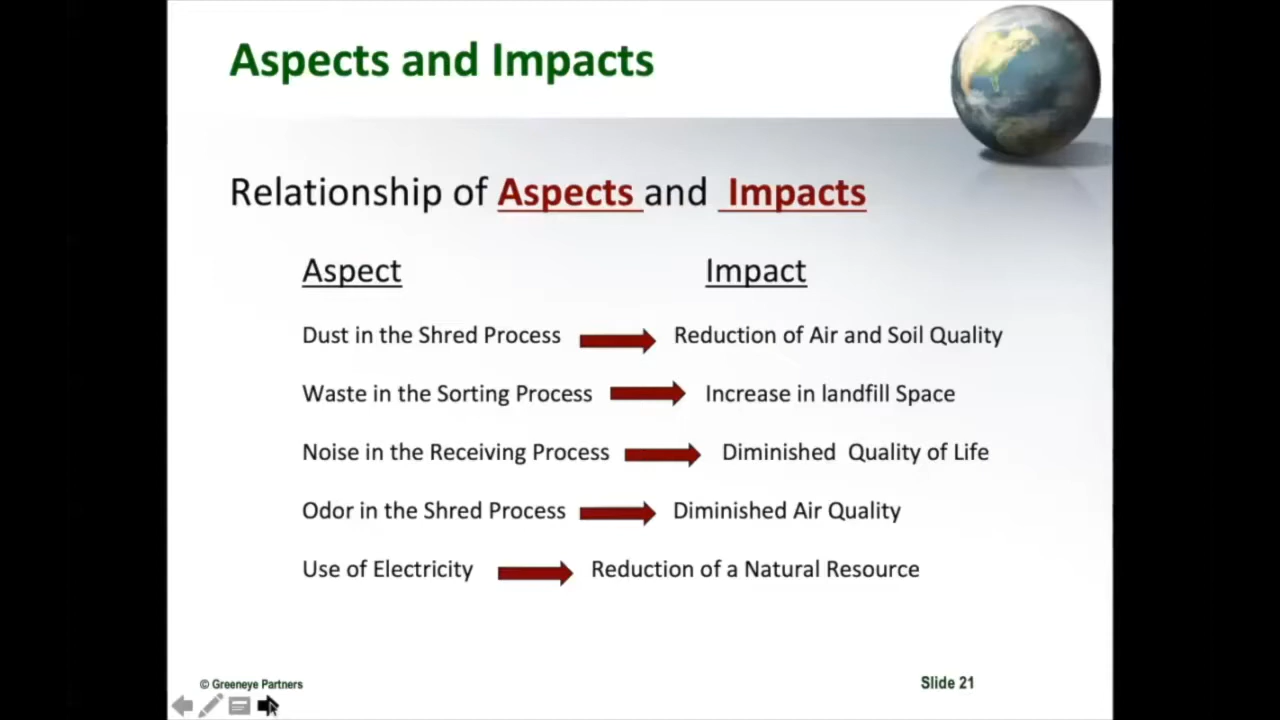 Aspects and Impacts
Relationship of Aspects and Impacts
Aspect Impact
Dust in the Shred Process Reduction of Air and Soil Quality
Waste in the Sorting Process Increase in landfill Space
Noise in the Receiving Process Diminished Quality of Life
Odor in the Shred Process Diminished Air Quality
Use of Electricity Reduction of a Natural Resource
© Greeneye Partners Slide 21